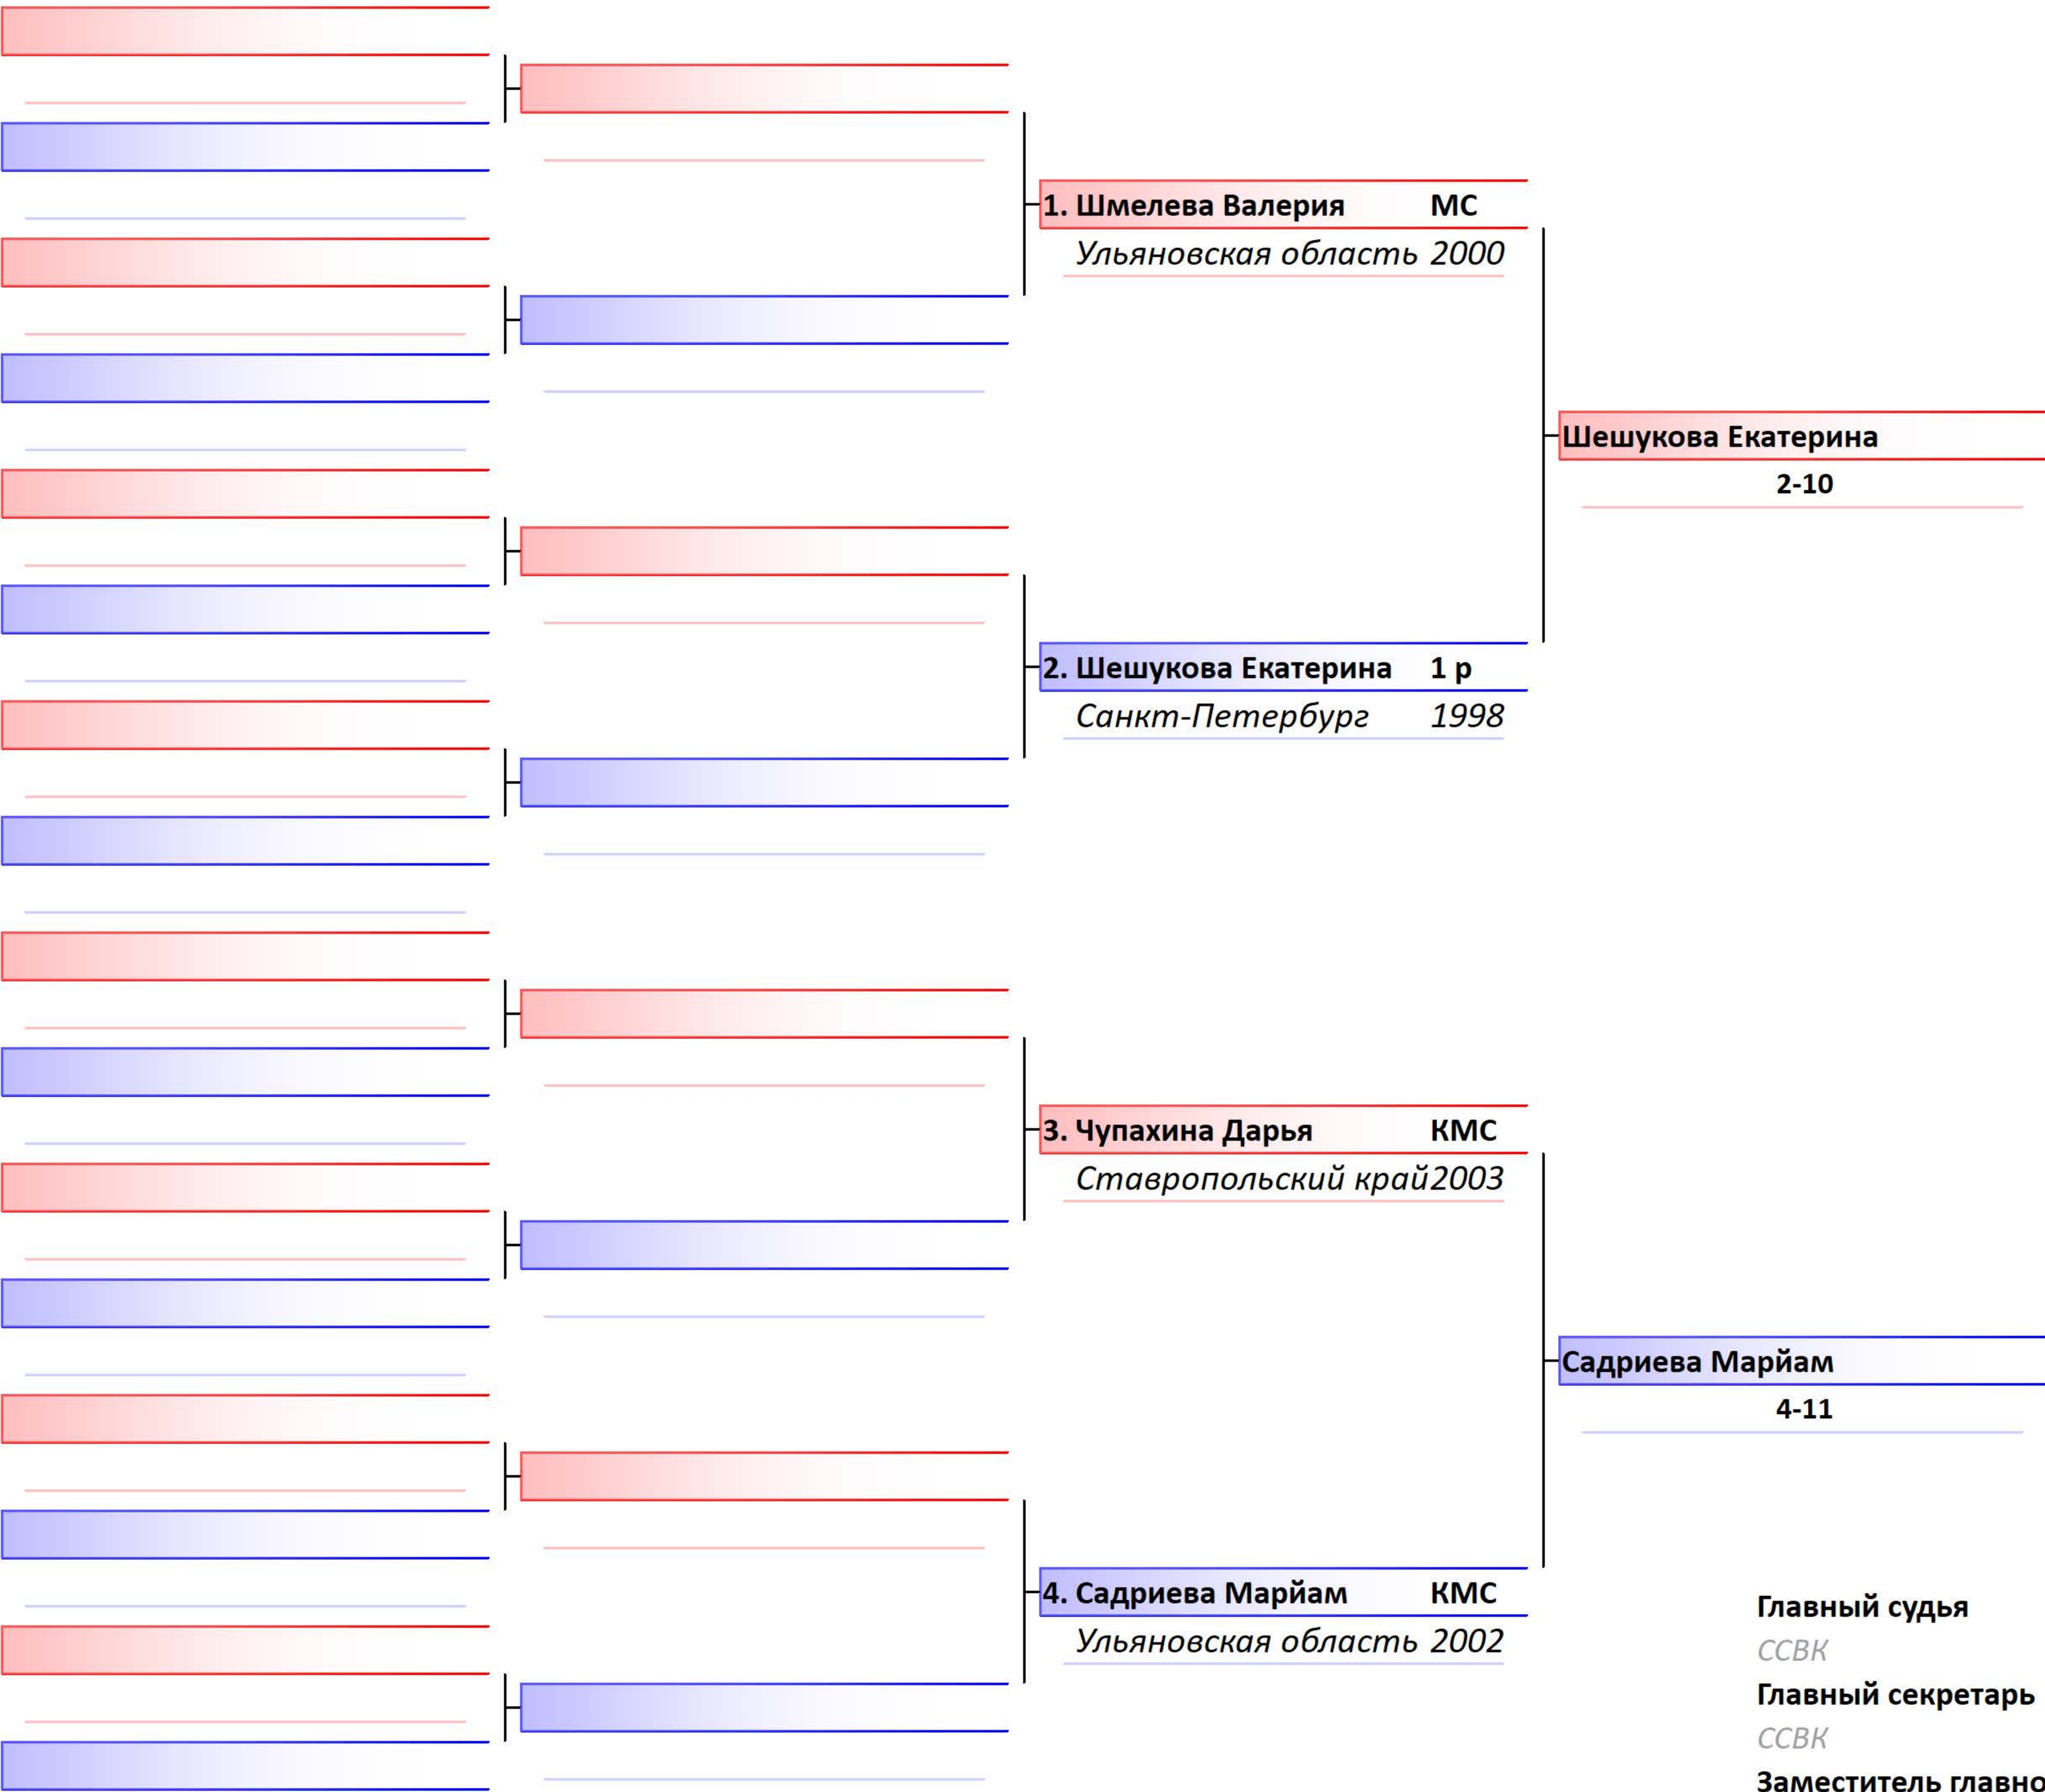 1. Шмелева Валерия МС
Ульяновская область 2000
Шешукова Екатерина
2-10
2. Шешукова Екатерина 1 р
Санкт-Петербург 1998
3. Чупахина Дарья КМС
Ставропольский край 2003
Садриева Марйам
4-11
4. Садриева Марйам КМС
Ульяновская область 2002
Главный судья
ССВК
Главный секретарь
ССВК
Заместитель главно